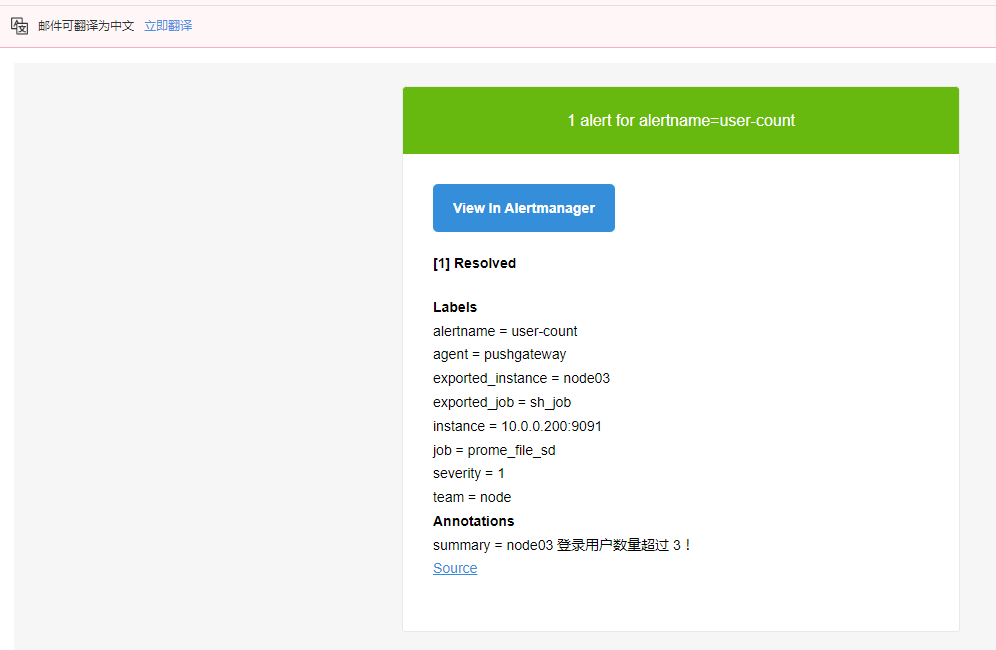 邮件可翻译为中文 立即翻译
1 alert for alertname=user-count
View In Alertmanager
[1] Resolved
Labels
alertname = user-count
agent = pushgateway
exported_instance = node03
exported_job = sh_job
instance = 10.0.0.200:9091
job = prome_file_sd
severity = 1
team = node
Annotations
summary = node03 登录用户数量超过 3！
Source